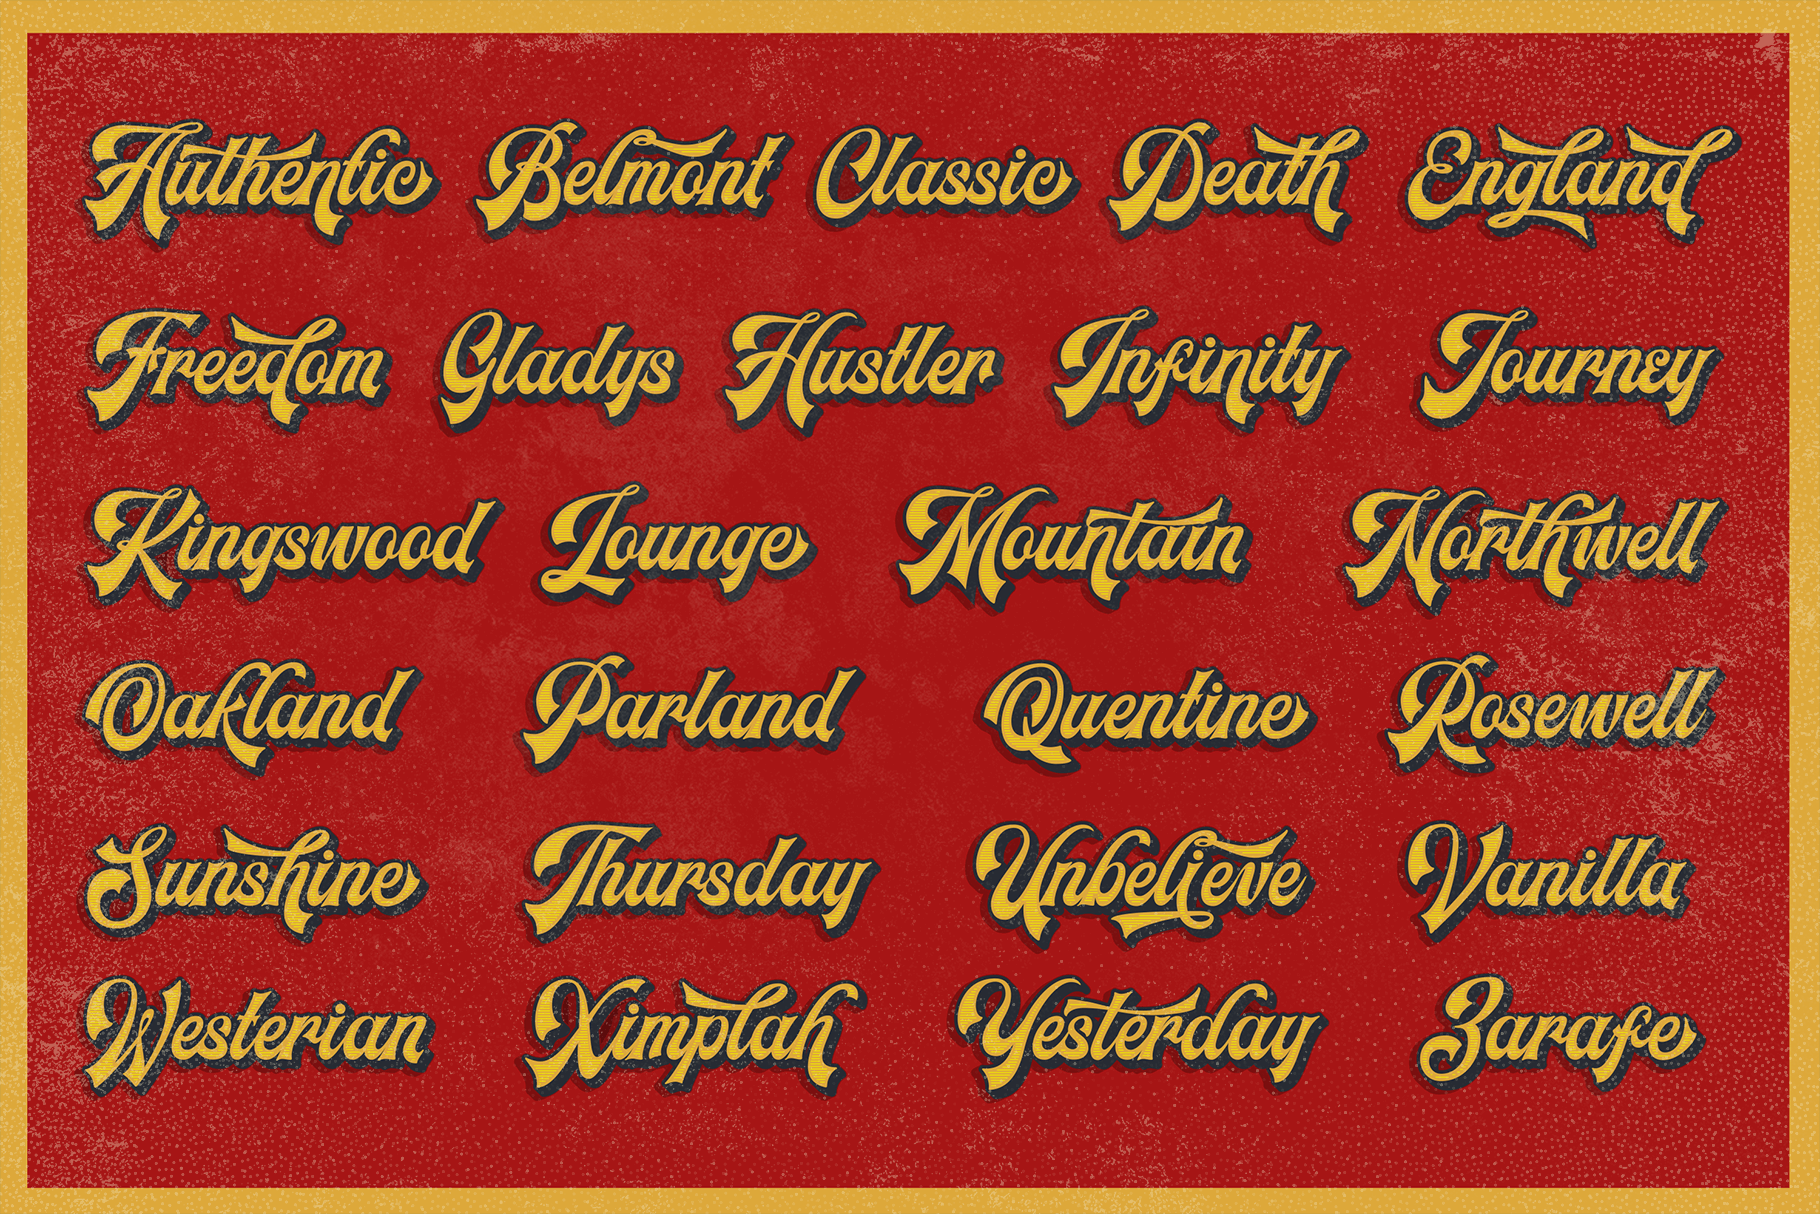 Authentic Belmont Classic Death England
Freedom Gladys Hustler Infinity Journey
Kingswood Lounge Mountain Northwell
Oakland Parland Quentine Rosewell
Sunshine Thursday Unbelieve Vanilla
Westerian Ximplah Yesterday Zarafe